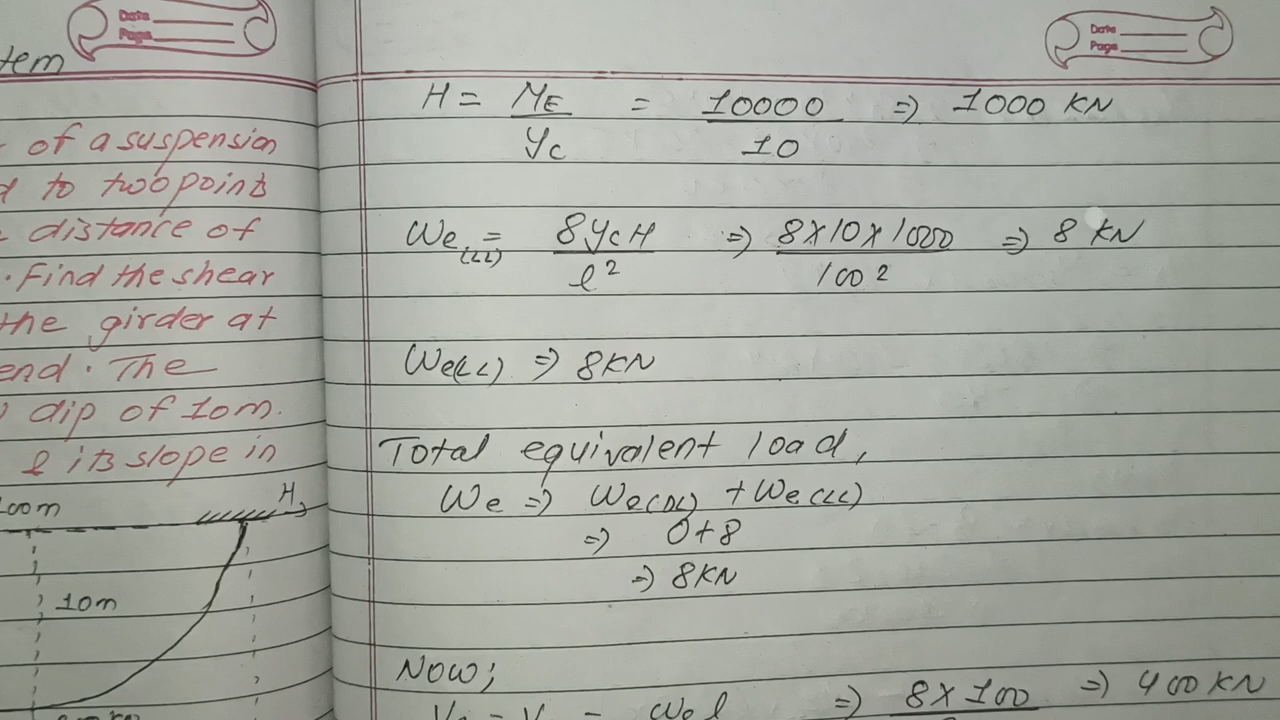 Date
Page
tem
of a suspension
to two points
distance of
. Find the shear
the girder at
end. The
dip of 10m.
& its slope in
100m
H
10m
Date
Page
H = ME/yc = 10000/10 => 1000 KN
We(LL) = 8ycH/l² => 8x10x1000/100² => 8 KN
We(LL) => 8KN
Total equivalent load,
We => We(DL) + We(LL)
=> 0+8
=> 8KN
Now;
=> 8x100 => 400 KN